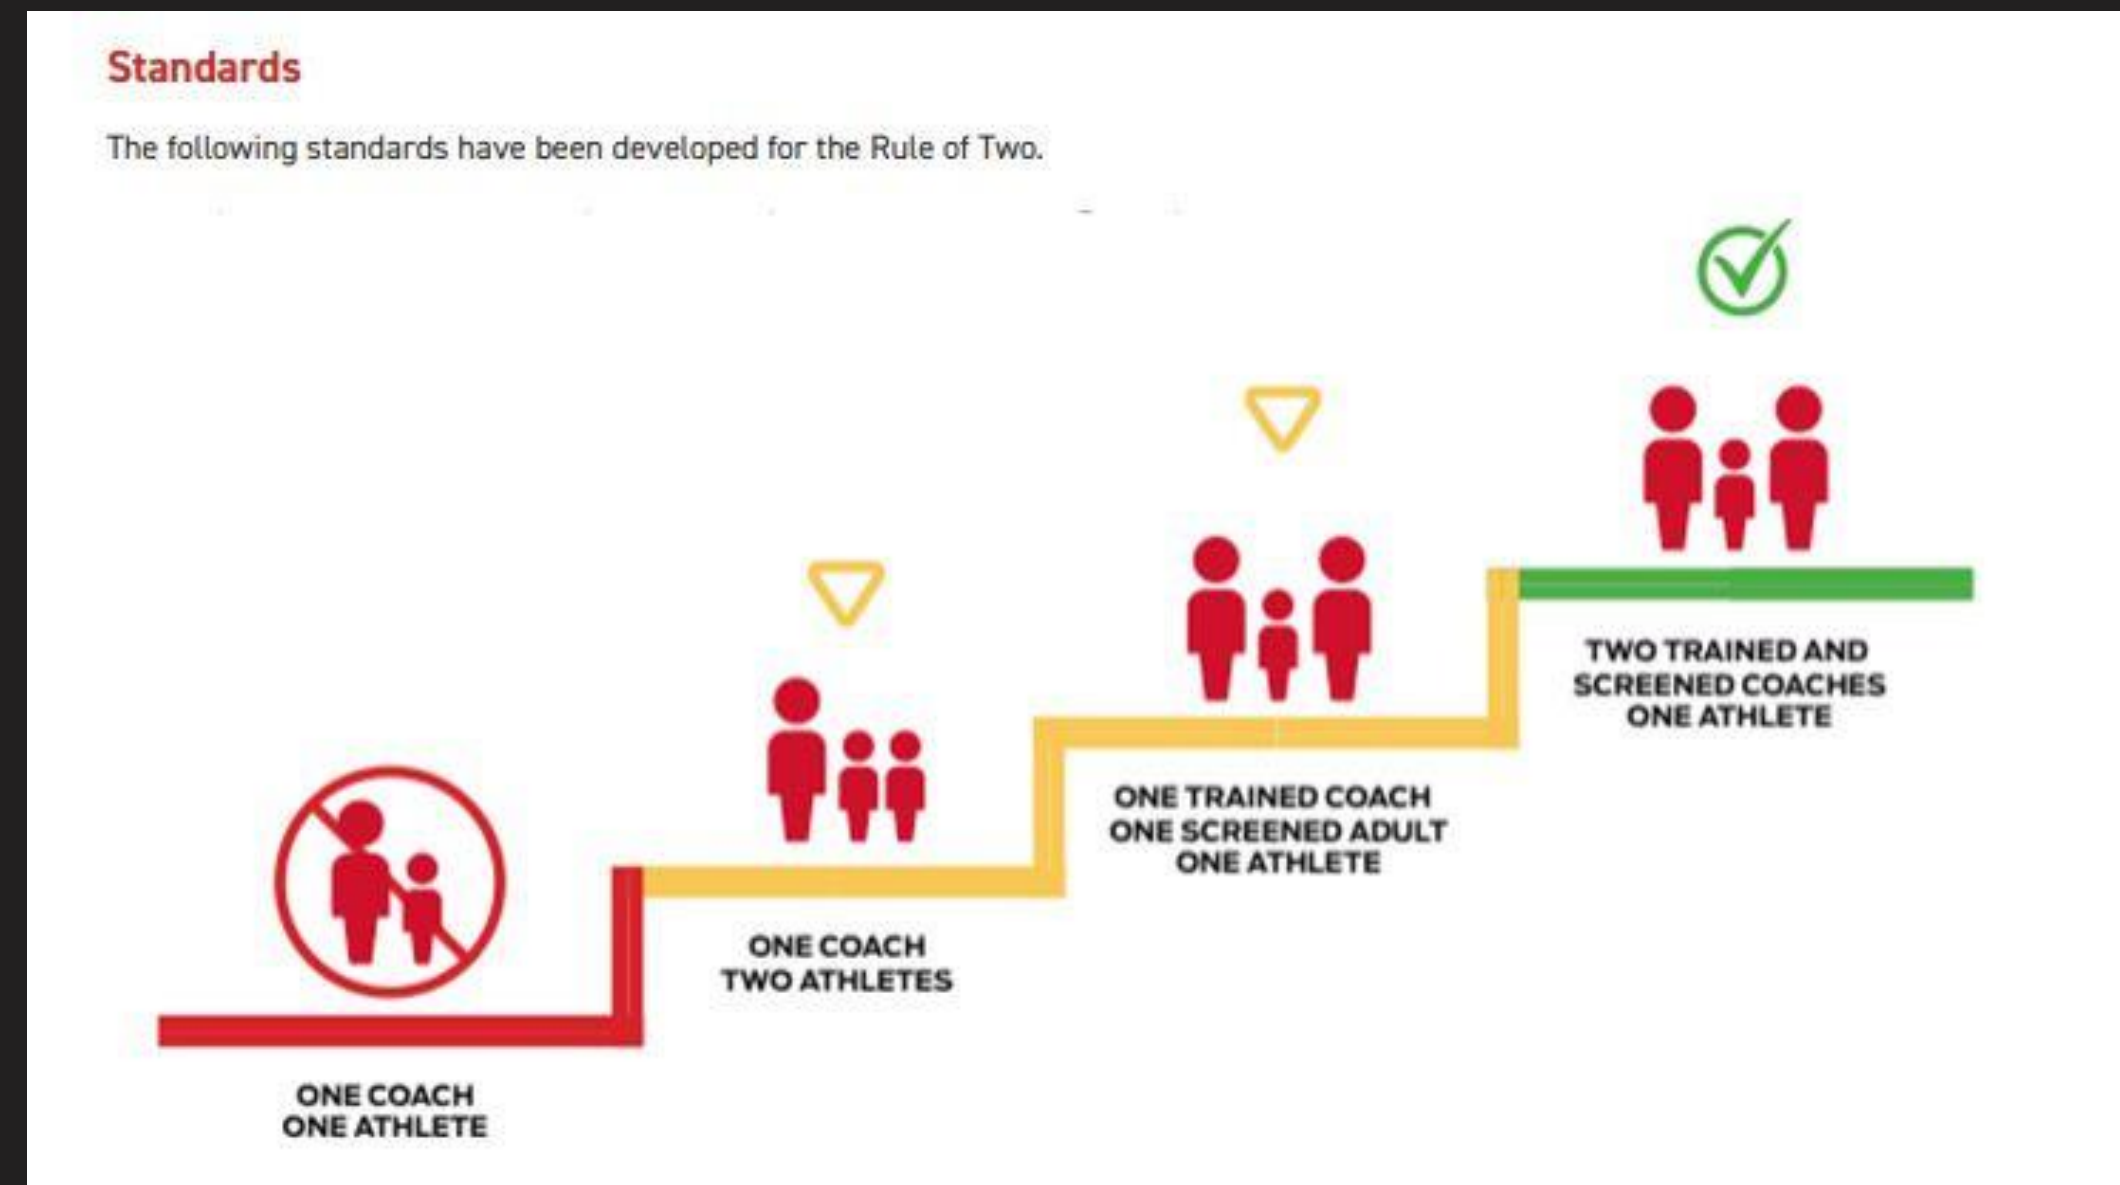 Standards
The following standards have been developed for the Rule of Two.
ONE COACH
ONE ATHLETE
ONE COACH
TWO ATHLETES
ONE TRAINED COACH
ONE SCREENED ADULT
ONE ATHLETE
TWO TRAINED AND
SCREENED COACHES
ONE ATHLETE